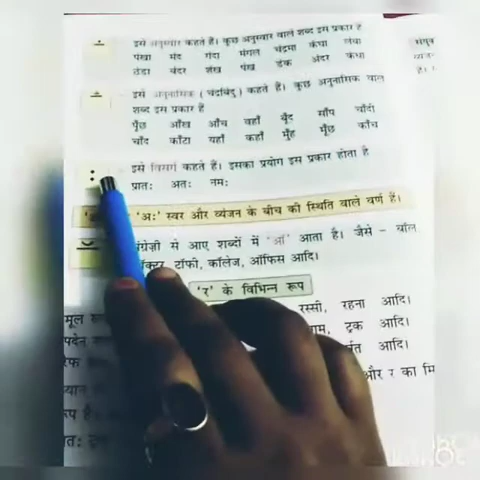 इसे अनुस्वार कहते हैं। कुछ अनुस्वार वाले शब्द इस प्रकार हैं
पंखा मंद गंदा मंगल चंद्रमा कंघा लंबा
ठंडा बंदर शंख पंख डंक अंदर कंधा
इसे अनुनासिक (चंद्रबिंदु) कहते हैं। कुछ अनुनासिक वाले
शब्द इस प्रकार हैं
पूँछ आँख आँच वहाँ बूँद साँप चाँदी
चाँद काँटा यहाँ कहाँ मुँह मूँछ काँच
: इसे विसर्ग कहते हैं। इसका प्रयोग इस प्रकार होता है
प्रातः अतः नमः
'अः' स्वर और व्यंजन के बीच की स्थिति वाले वर्ण हैं।
अंग्रेज़ी से आए शब्दों में 'ऑ' आता है। जैसे – बॉल,
टॉफी, कॉलेज, ऑफिस आदि।
'र' के विभिन्न रूप
मूल रस्सी, रहना आदि।
ट्रक आदि।
आदि।
और र का
रूप